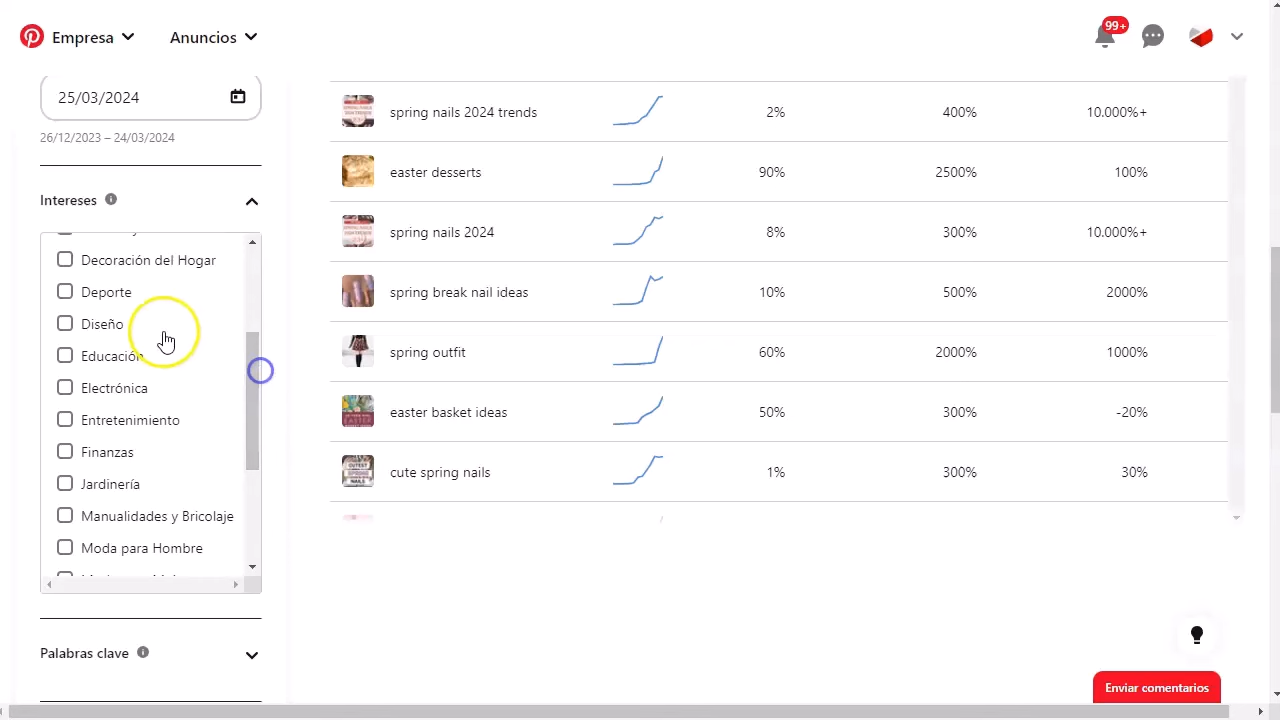 Empresa
Anuncios
99+
25/03/2024
26/12/2023 – 24/03/2024
Intereses
Decoración del Hogar
Deporte
Diseño
Educación
Electrónica
Entretenimiento
Finanzas
Jardinería
Manualidades y Bricolaje
Moda para Hombre
Palabras clave
spring nails 2024 trends 400% 10.000%+
easter desserts 90% 2500% 100%
spring nails 2024 8% 300% 10.000%+
spring break nail ideas 10% 500% 2000%
spring outfit 60% 2000% 1000%
easter basket ideas 50% 300% -20%
cute spring nails 1% 300% 30%
Enviar comentarios